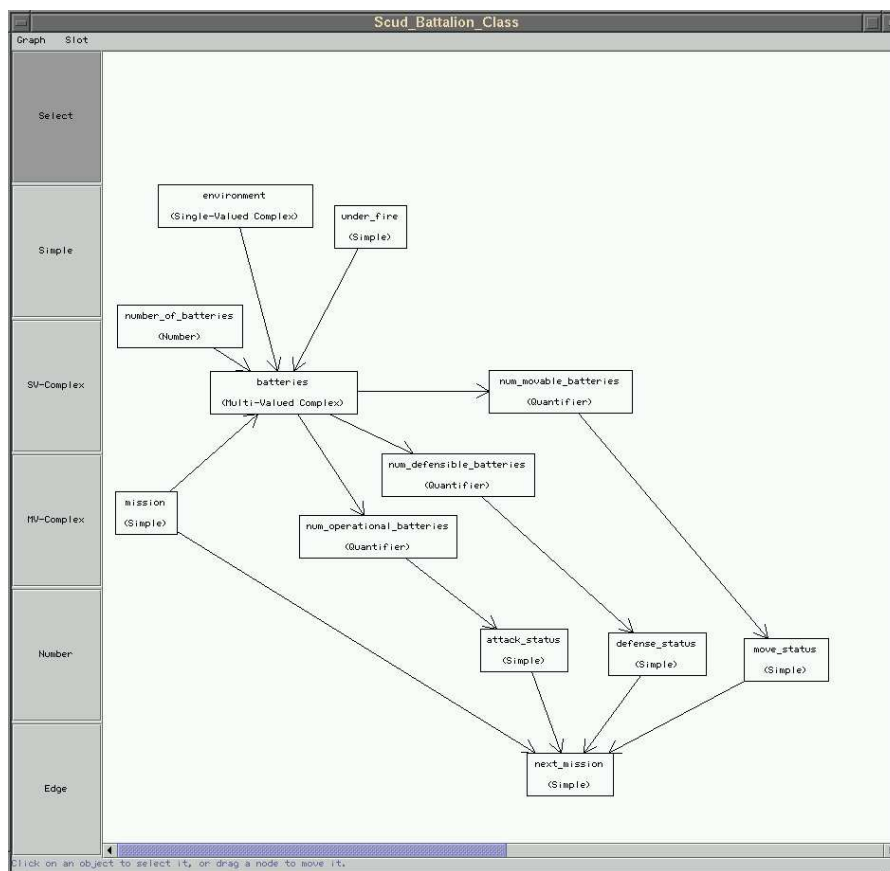 Scud_Battalion_Class
Graph Slot
Select
Simple
SV-Complex
MV-Complex
Number
Edge
environment
(Single-Valued Complex)
under_fire
(Simple)
number_of_batteries
(Number)
batteries
(Multi-Valued Complex)
num_movable_batteries
(Quantifier)
num_defensible_batteries
(Quantifier)
mission
(Simple)
num_operational_batteries
(Quantifier)
attack_status
(Simple)
defense_status
(Simple)
move_status
(Simple)
next_mission
(Simple)
Click on an object to select it, or drag a node to move it.